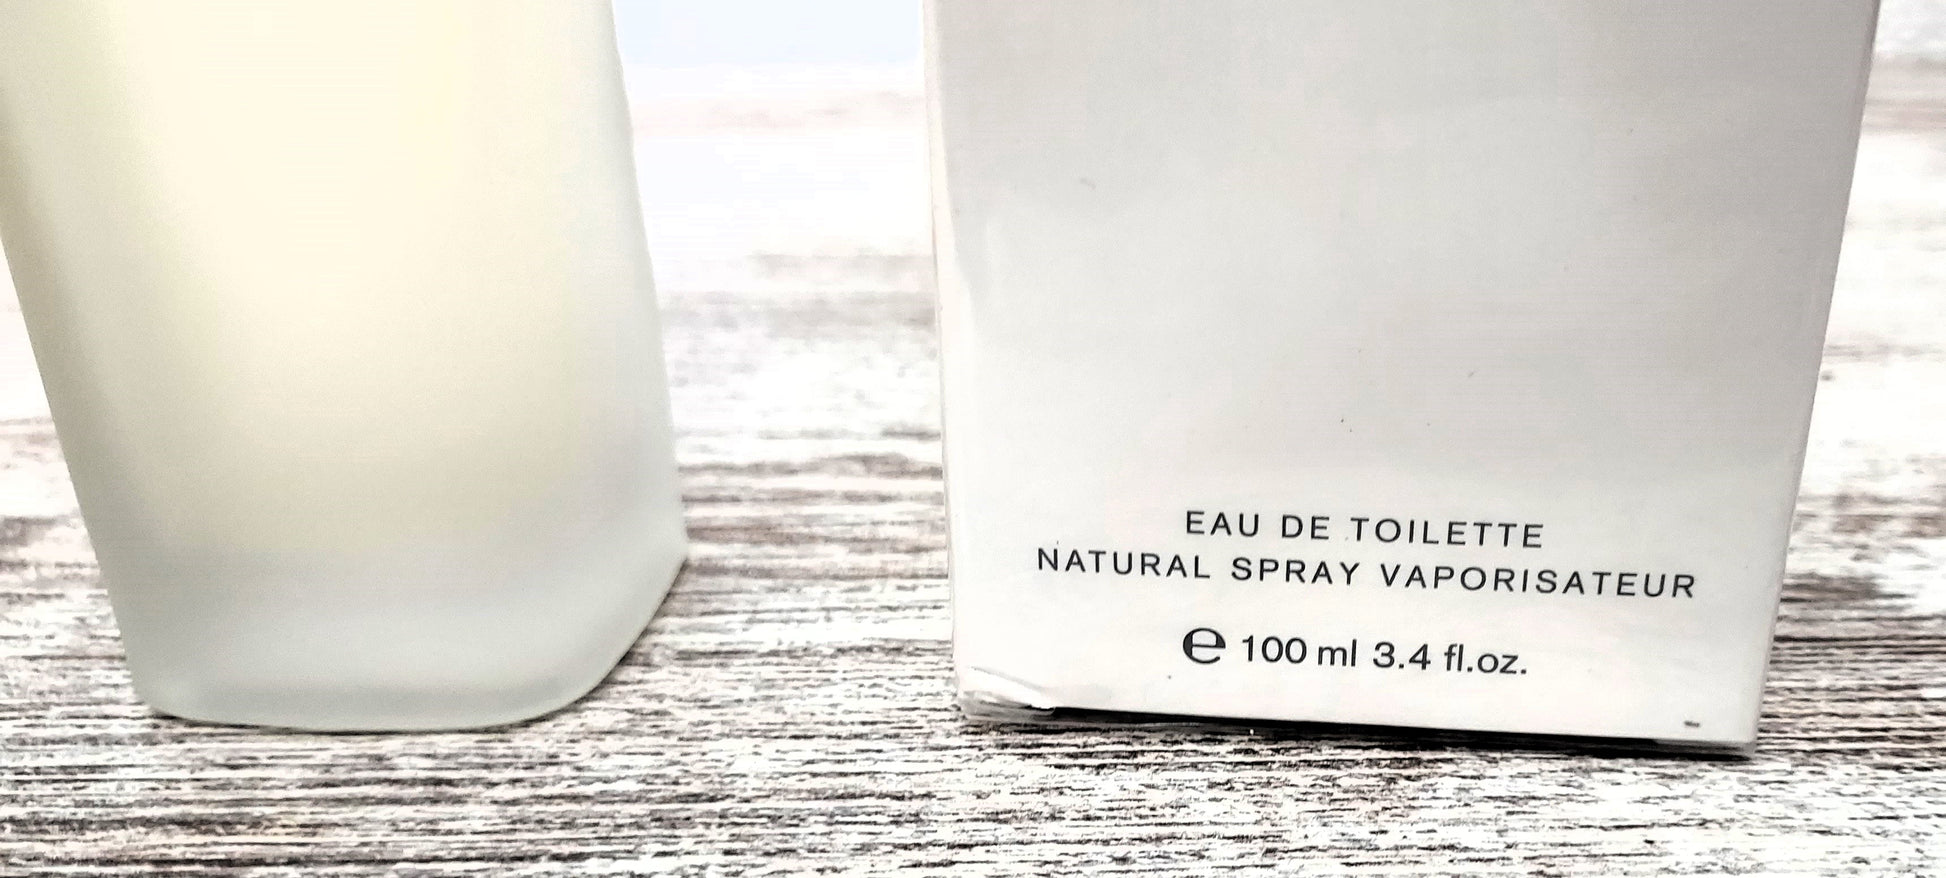 EAU DE TOILETTE
NATURAL SPRAY VAPORISATEUR
℮ 100 ml 3.4 fl.oz.